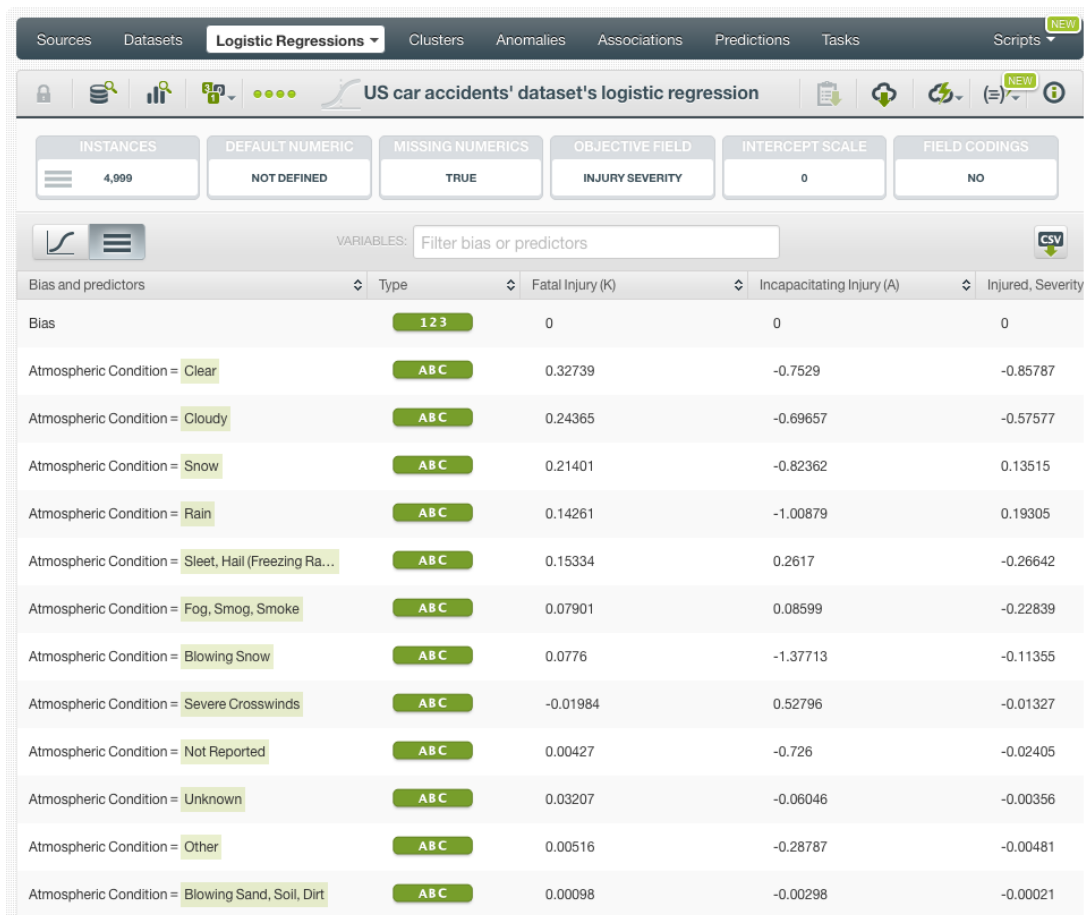 NEW
Sources Datasets Logistic Regressions Clusters Anomalies Associations Predictions Tasks Scripts
NEW
US car accidents' dataset's logistic regression (=)
INSTANCES DEFAULT NUMERIC MISSING NUMERICS OBJECTIVE FIELD INTERCEPT SCALE FIELD CODINGS
4,999 NOT DEFINED TRUE INJURY SEVERITY 0 NO
VARIABLES: Filter bias or predictors CSV
Bias and predictors Type Fatal Injury (K) Incapacitating Injury (A) Injured, Severity
Bias 123 0 0 0
Atmospheric Condition = Clear ABC 0.32739 -0.7529 -0.85787
Atmospheric Condition = Cloudy ABC 0.24365 -0.69657 -0.57577
Atmospheric Condition = Snow ABC 0.21401 -0.82362 0.13515
Atmospheric Condition = Rain ABC 0.14261 -1.00879 0.19305
Atmospheric Condition = Sleet, Hail (Freezing Ra... ABC 0.15334 0.2617 -0.26642
Atmospheric Condition = Fog, Smog, Smoke ABC 0.07901 0.08599 -0.22839
Atmospheric Condition = Blowing Snow ABC 0.0776 -1.37713 -0.11355
Atmospheric Condition = Severe Crosswinds ABC -0.01984 0.52796 -0.01327
Atmospheric Condition = Not Reported ABC 0.00427 -0.726 -0.02405
Atmospheric Condition = Unknown ABC 0.03207 -0.06046 -0.00356
Atmospheric Condition = Other ABC 0.00516 -0.28787 -0.00481
Atmospheric Condition = Blowing Sand, Soil, Dirt ABC 0.00098 -0.00298 -0.00021